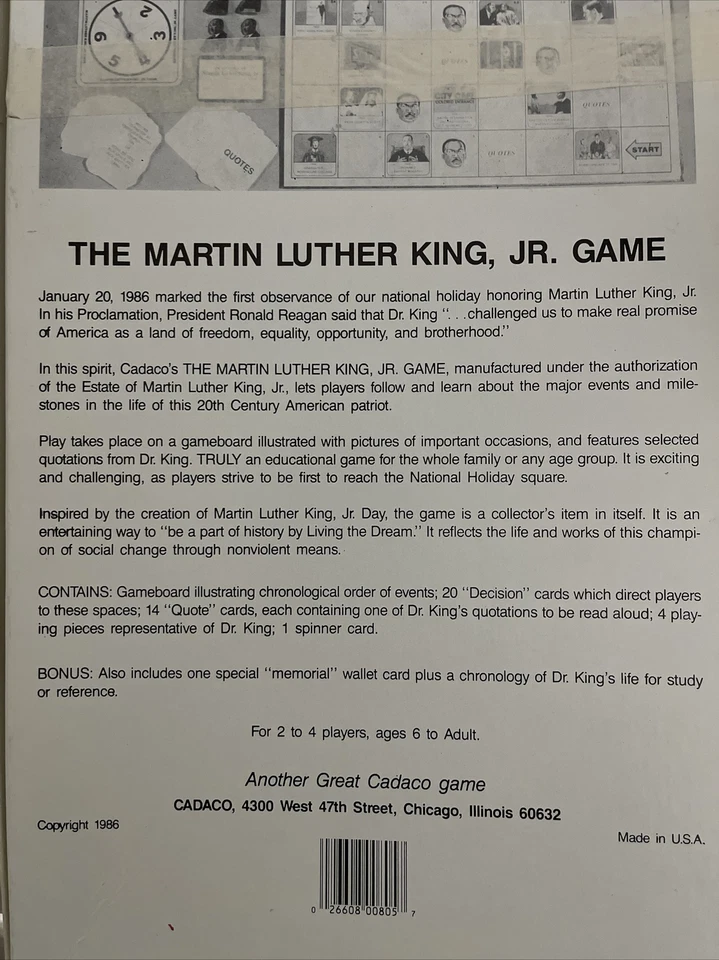 2
3
6
5
4
QUOTES
QUOTES
QUOTES
QUOTES
START
THE MARTIN LUTHER KING, JR. GAME
January 20, 1986 marked the first observance of our national holiday honoring Martin Luther King, Jr.
In his Proclamation, President Ronald Reagan said that Dr. King “. . .challenged us to make real promise
of America as a land of freedom, equality, opportunity, and brotherhood.”
In this spirit, Cadaco's THE MARTIN LUTHER KING, JR. GAME, manufactured under the authorization
of the Estate of Martin Luther King, Jr., lets players follow and learn about the major events and mile-
stones in the life of this 20th Century American patriot.
Play takes place on a gameboard illustrated with pictures of important occasions, and features selected
quotations from Dr. King. TRULY an educational game for the whole family or any age group. It is exciting
and challenging, as players strive to be first to reach the National Holiday square.
Inspired by the creation of Martin Luther King, Jr. Day, the game is a collector's item in itself. It is an
entertaining way to “be a part of history by Living the Dream.” It reflects the life and works of this champi-
on of social change through nonviolent means.
CONTAINS: Gameboard illustrating chronological order of events; 20 “Decision” cards which direct players
to these spaces; 14 “Quote” cards, each containing one of Dr. King's quotations to be read aloud; 4 play-
ing pieces representative of Dr. King; 1 spinner card.
BONUS: Also includes one special “memorial” wallet card plus a chronology of Dr. King's life for study
or reference.
For 2 to 4 players, ages 6 to Adult.
Another Great Cadaco game
CADACO, 4300 West 47th Street, Chicago, Illinois 60632
Copyright 1986
Made in U.S.A.
0 26608 00805 7